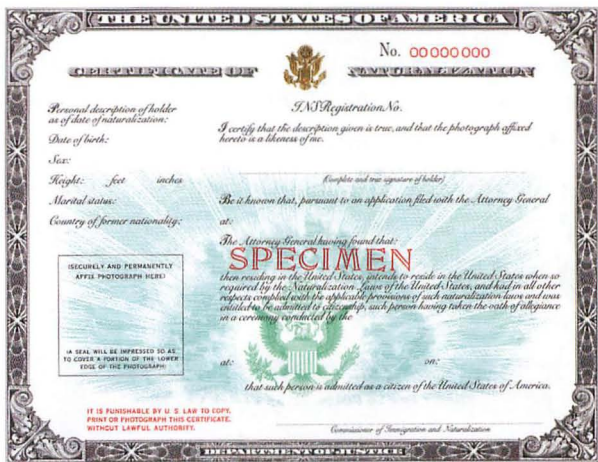 THE UNITED STATES OF AMERICA
No. 00000000
CERTIFICATE OF NATURALIZATION
Personal description of holder
as of date of naturalization:
Date of birth:
Sex:
Height: feet inches
Marital status:
Country of former nationality:
INS Registration No.
I certify that the description given is true, and that the photograph affixed
hereto is a likeness of me.
(Complete and true signature of holder)
Be it known that, pursuant to an application filed with the Attorney General
at:
The Attorney General having found that:
SPECIMEN
then residing in the United States, intends to reside in the United States when so
required by the Naturalization Laws of the United States, and had in all other
respects complied with the applicable provisions of such naturalization laws and was
entitled to be admitted to citizenship, such person having taken the oath of allegiance
in a ceremony conducted by the
(SECURELY AND PERMANENTLY
AFFIX PHOTOGRAPH HERE)
(A SEAL WILL BE IMPRESSED SO AS
TO COVER A PORTION OF THE LOWER
EDGE OF THE PHOTOGRAPH)
at: on:
that such person is admitted as a citizen of the United States of America.
IT IS PUNISHABLE BY U. S. LAW TO COPY,
PRINT OR PHOTOGRAPH THIS CERTIFICATE,
WITHOUT LAWFUL AUTHORITY.
Commissioner of Immigration and Naturalization
DEPARTMENT OF JUSTICE